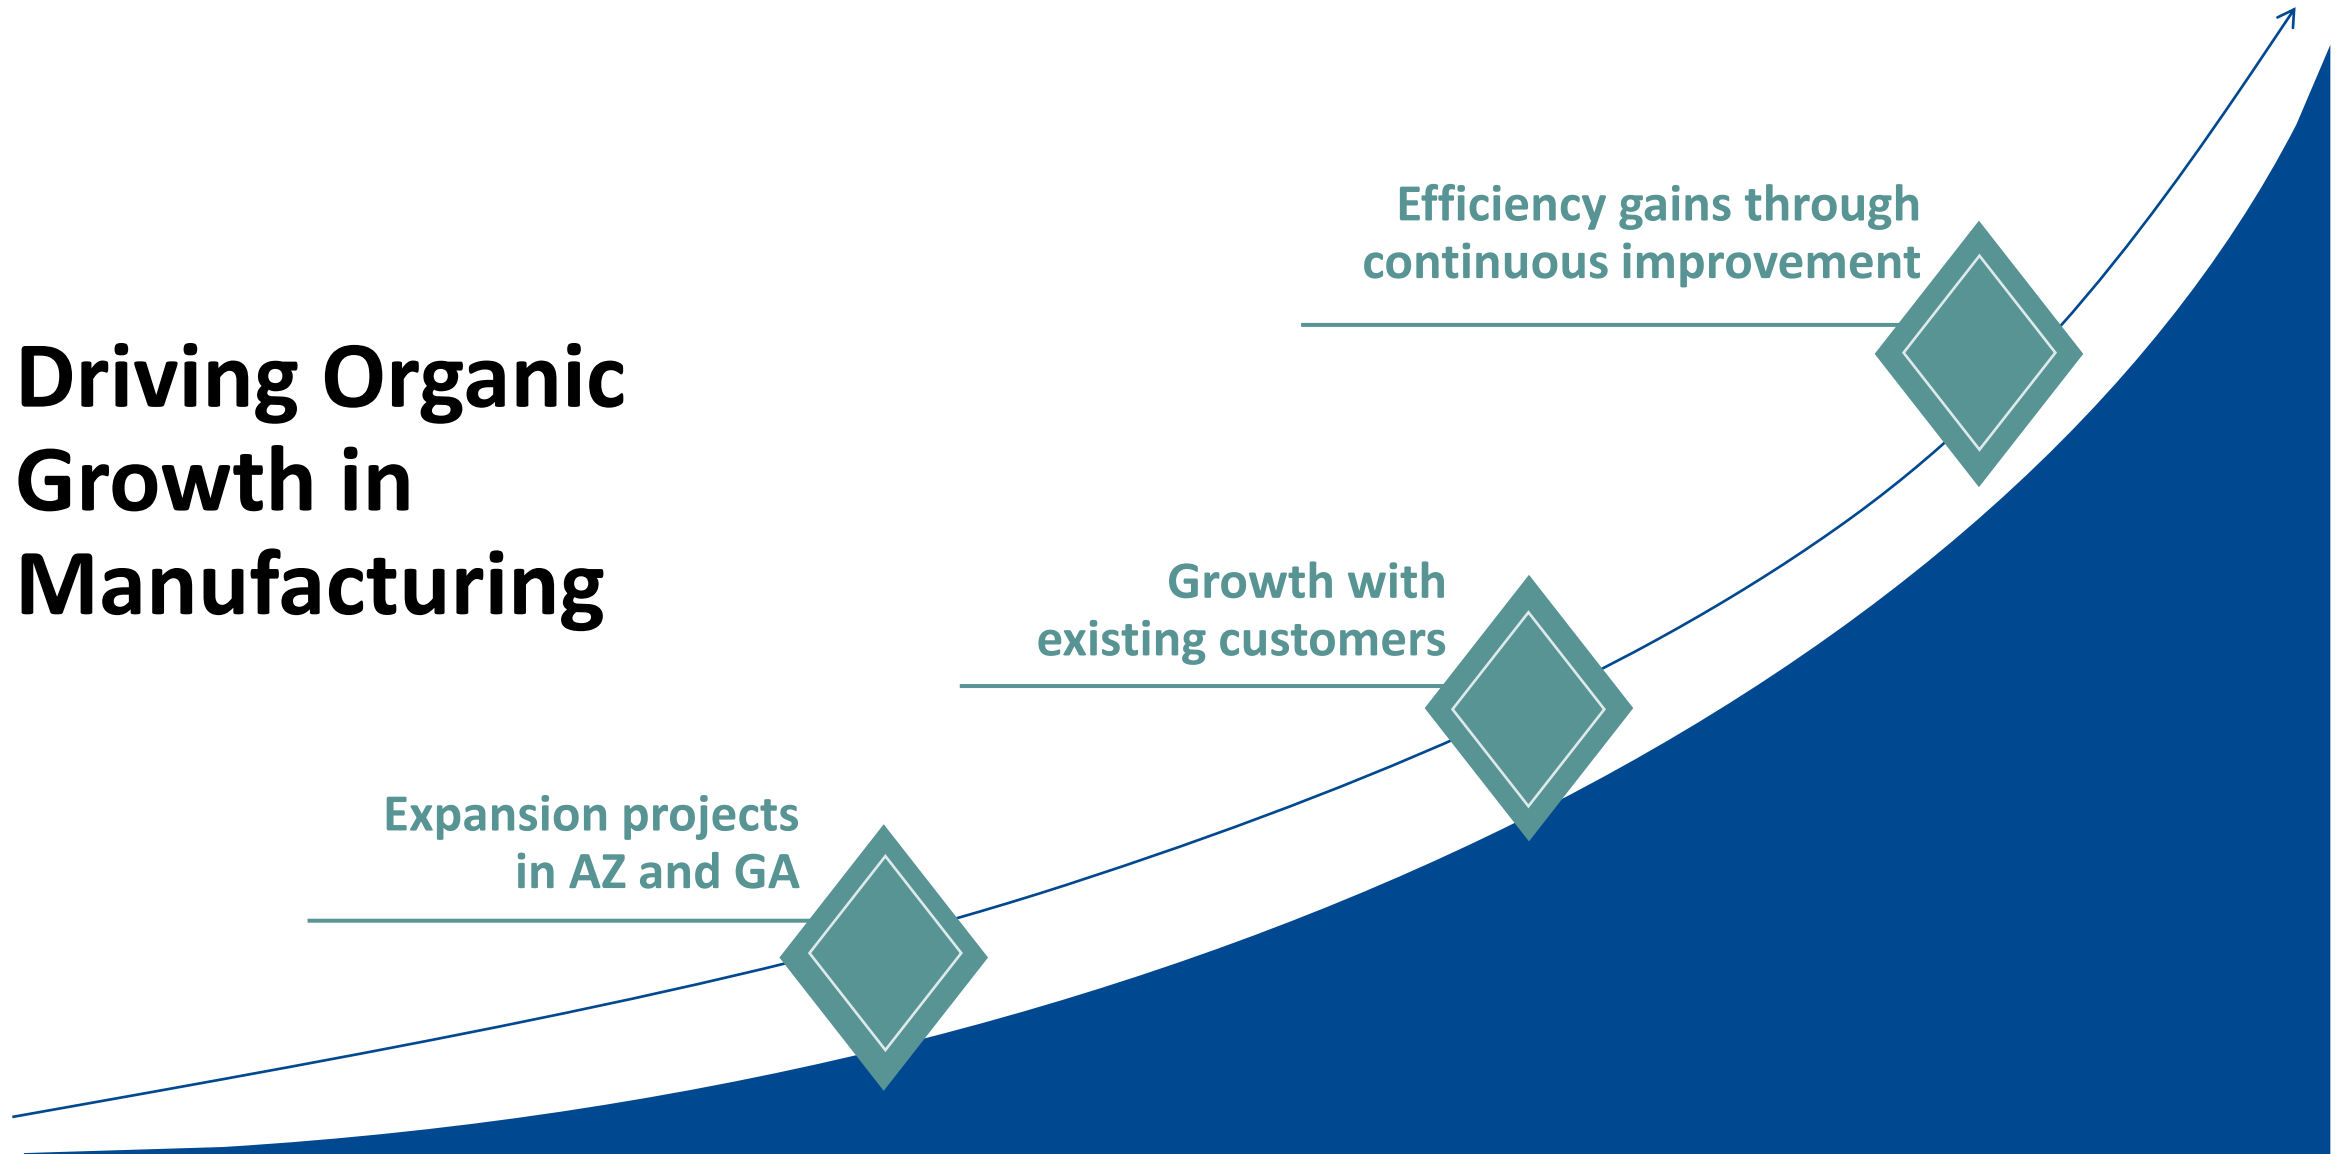 Driving Organic
Growth in
Manufacturing
Efficiency gains through
continuous improvement
Growth with
existing customers
Expansion projects
in AZ and GA